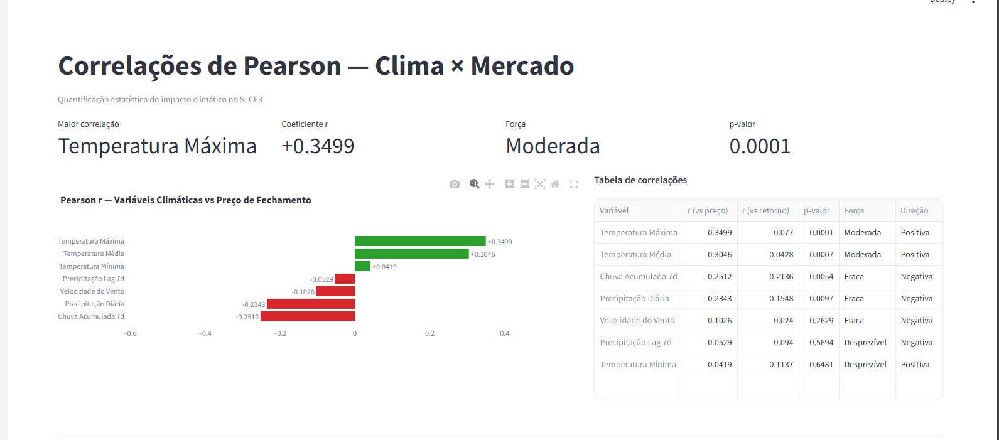 Deploy
Correlações de Pearson — Clima × Mercado
Quantificação estatística do impacto climático no SLCE3
Maior correlação Coeficiente r Força p-valor
Temperatura Máxima +0.3499 Moderada 0.0001
Pearson r — Variáveis Climáticas vs Preço de Fechamento
Temperatura Máxima +0.3499
Temperatura Média +0.3046
Temperatura Mínima +0.0419
Precipitação Lag 7d -0.0529
Velocidade do Vento -0.1026
Precipitação Diária -0.2343
Chuva Acumulada 7d -0.2512
−0.6 −0.4 −0.2 0 0.2 0.4
Tabela de correlações
Variável r (vs preço) r (vs retorno) p-valor Força Direção
Temperatura Máxima 0.3499 -0.077 0.0001 Moderada Positiva
Temperatura Média 0.3046 -0.0428 0.0007 Moderada Positiva
Chuva Acumulada 7d -0.2512 0.2136 0.0054 Fraca Negativa
Precipitação Diária -0.2343 0.1548 0.0097 Fraca Negativa
Velocidade do Vento -0.1026 0.024 0.2629 Fraca Negativa
Precipitação Lag 7d -0.0529 0.094 0.5694 Desprezível Negativa
Temperatura Mínima 0.0419 0.1137 0.6481 Desprezível Positiva